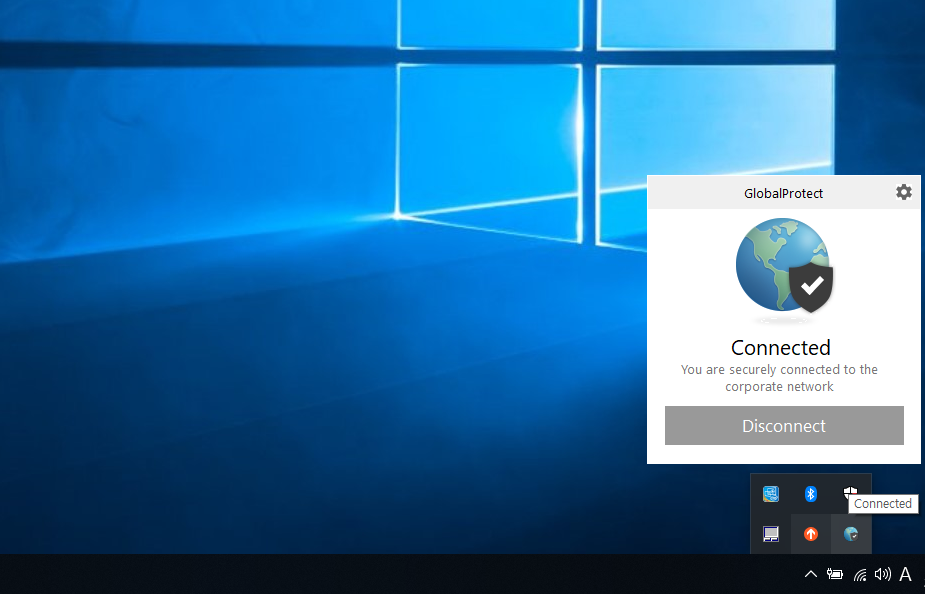 GlobalProtect
Connected
You are securely connected to the
corporate network
Disconnect
Connected
A